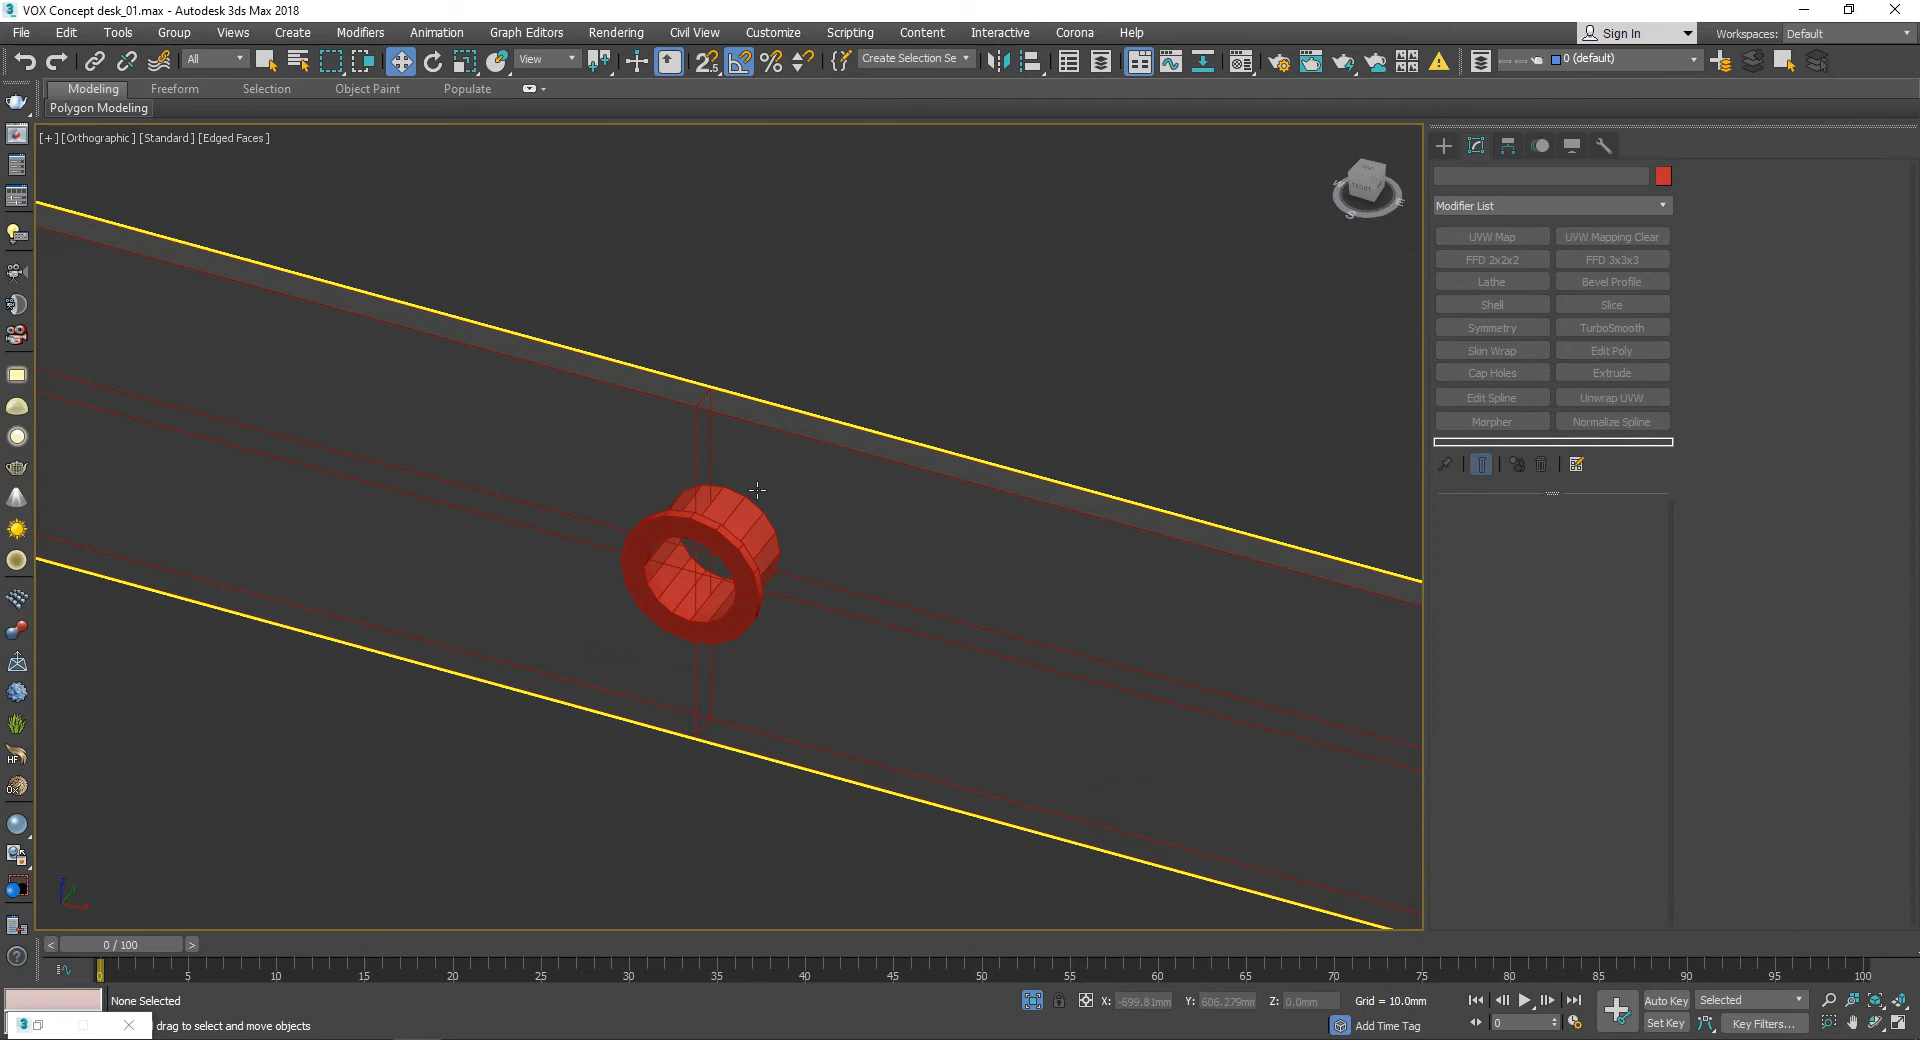 VOX Concept desk_01.max - Autodesk 3ds Max 2018
File Edit Tools Group Views Create Modifiers Animation Graph Editors Rendering Civil View Customize Scripting Content Interactive Corona Help
Sign In Workspaces: Default
All View Create Selection Se 0 (default)
Modeling Freeform Selection Object Paint Populate
Polygon Modeling
[+] [Orthographic] [Standard] [Edged Faces]
FRONT
S
E
Modifier List
UVW Map UVW Mapping Clear
FFD 2x2x2 FFD 3x3x3
Lathe Bevel Profile
Shell Slice
Symmetry TurboSmooth
Skin Wrap Edit Poly
Cap Holes Extrude
Edit Spline Unwrap UVW
Morpher Normalize Spline
HF
z
< 0 / 100 >
0 5 10 15 20 25 30 35 40 45 50 55 60 65 70 75 80 85 90 95 100
None Selected X: -699.81mm Y: 606.279mm Z: 0.0mm Grid = 10.0mm Auto Key Selected
drag to select and move objects Add Time Tag 0 Set Key Key Filters...